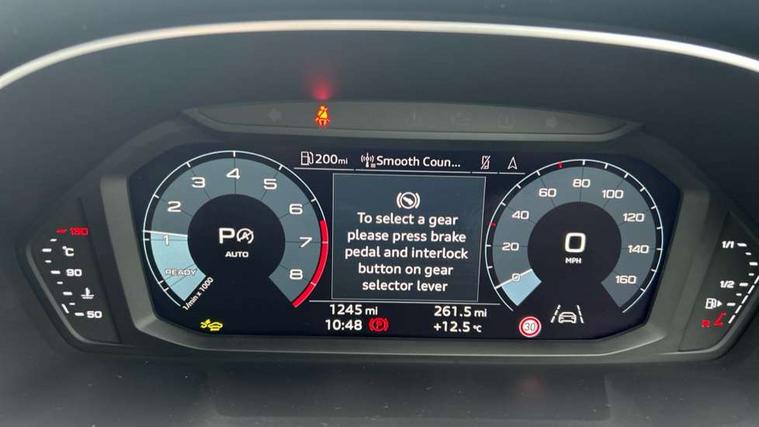 200mi Smooth Coun...
3 4 5
2 6
1 7
8
READY
1/min x 1000
P
AUTO
To select a gear
please press brake
pedal and interlock
button on gear
selector lever
0 20 40 60 80 100 120 140 160
0
MPH
130
°C
90
50
1/1
1/2
R
1245 mi 261.5 mi
10:48 (P) +12.5 °C
30